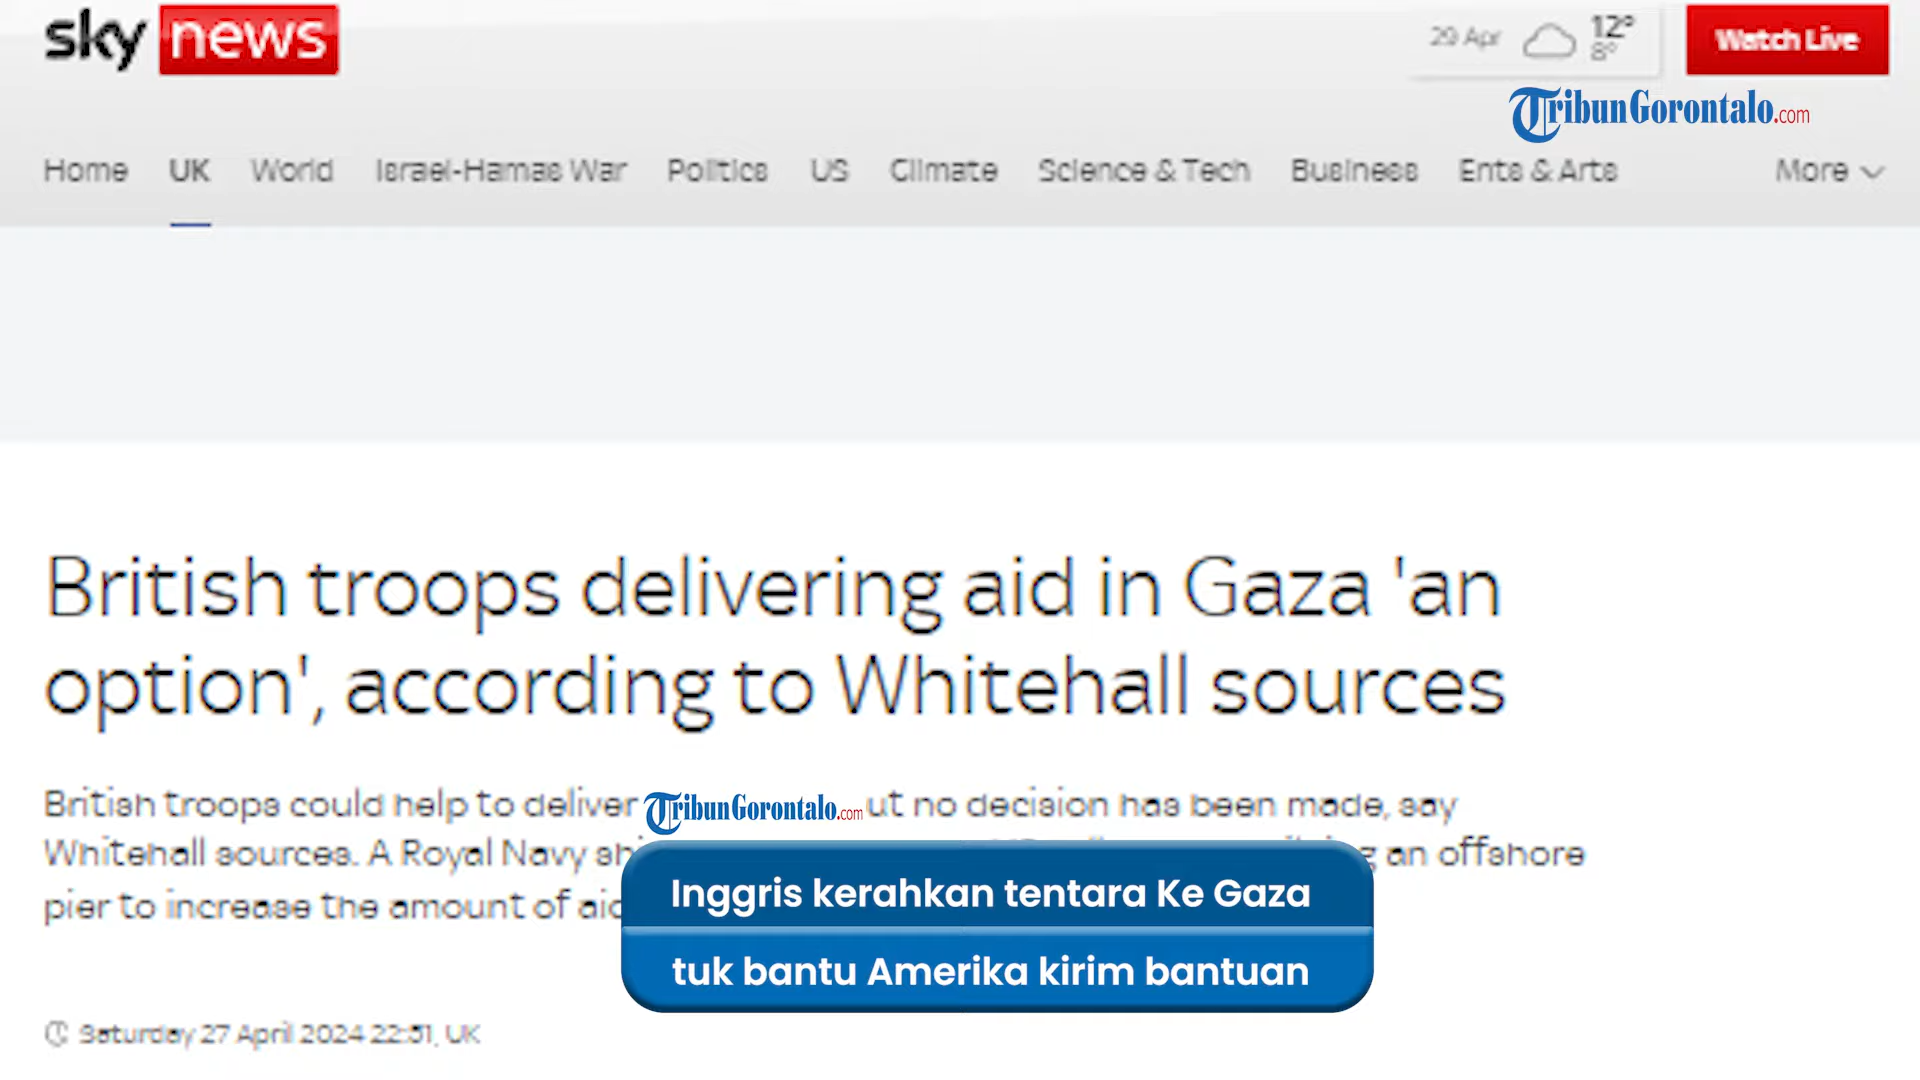 sky news
29 Apr 12° 8° Watch Live
TribunGorontalo.com
Home UK World Israel-Hamas War Politics US Climate Science & Tech Business Ents & Arts More
British troops delivering aid in Gaza 'an
option', according to Whitehall sources
British troops could help to deliver TribunGorontalo.com ut no decision has been made, say
Whitehall sources. A Royal Navy an offshore
pier to increase the amount of
Inggris kerahkan tentara Ke Gaza
tuk bantu Amerika kirim bantuan
Saturday 27 April 2024 22:51, UK